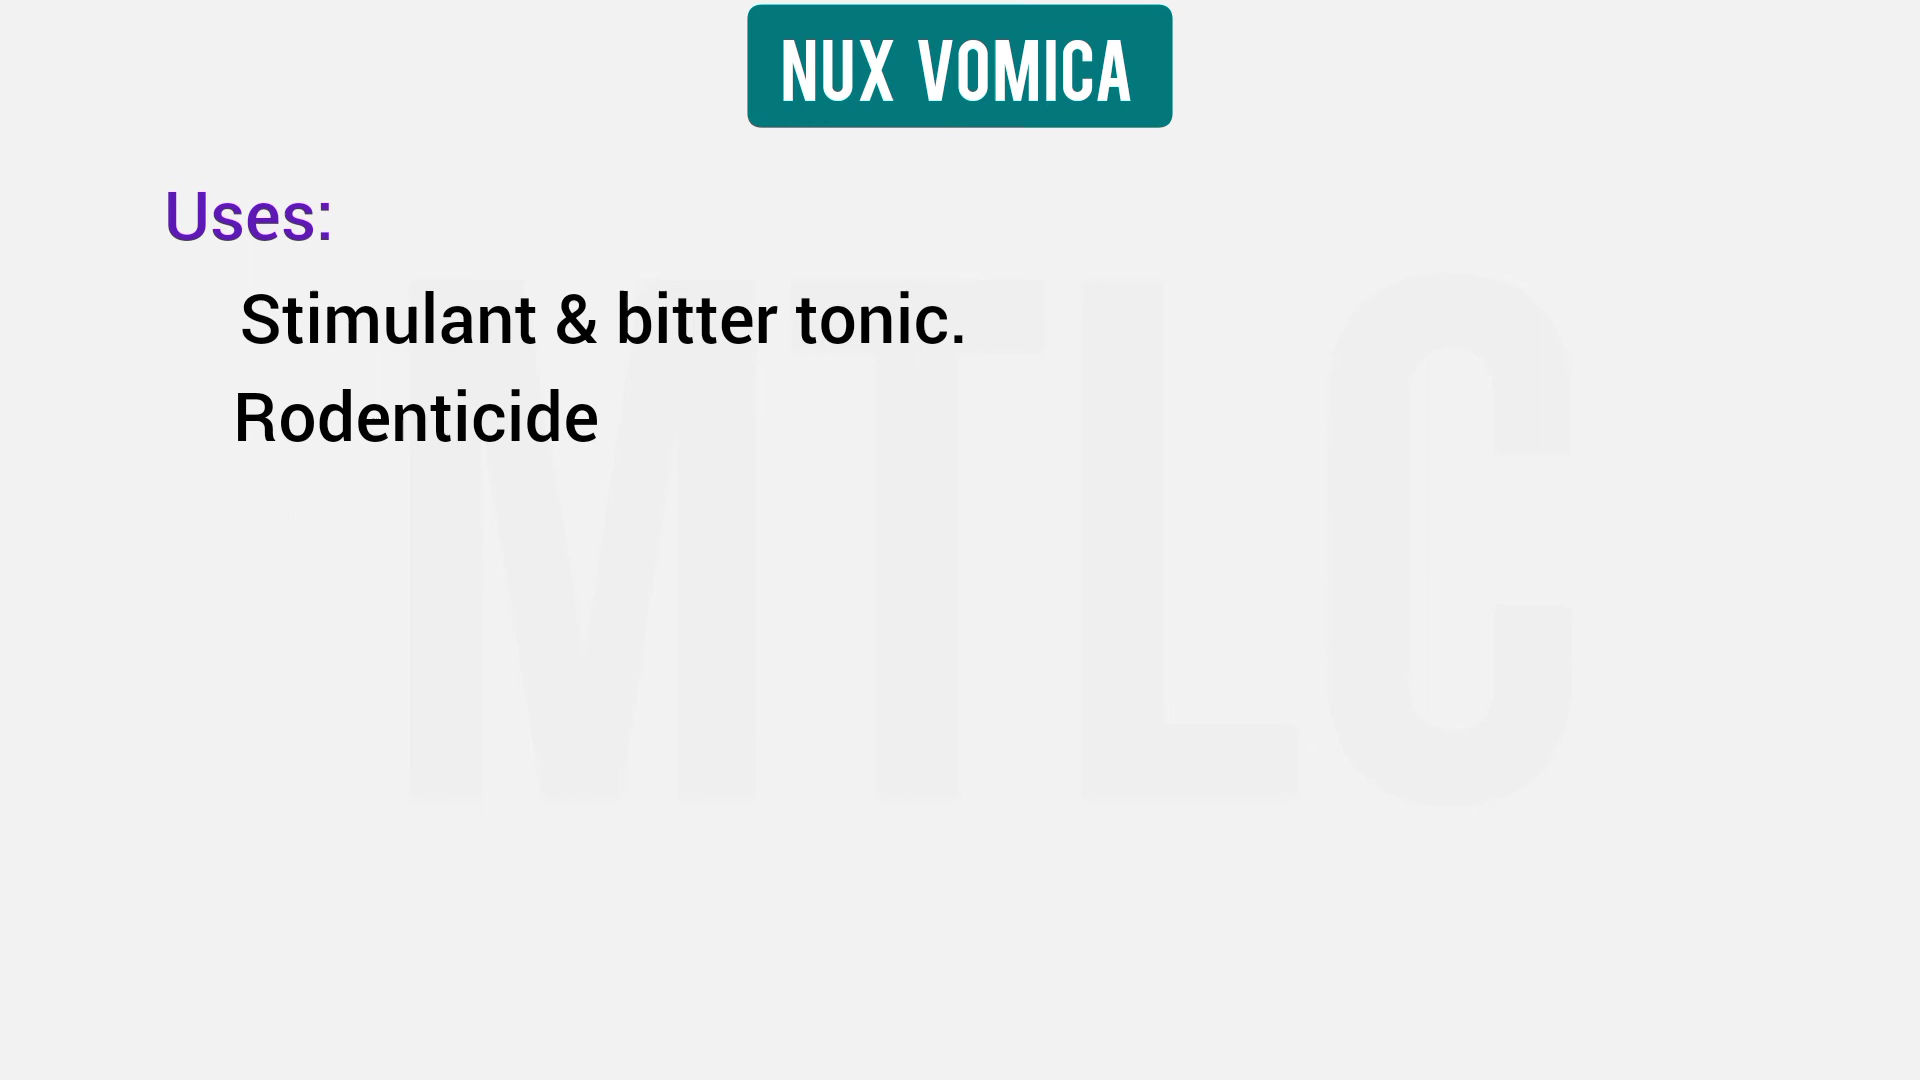 NUX VOMICA
Uses:
Stimulant & bitter tonic.
Rodenticide
MTLC